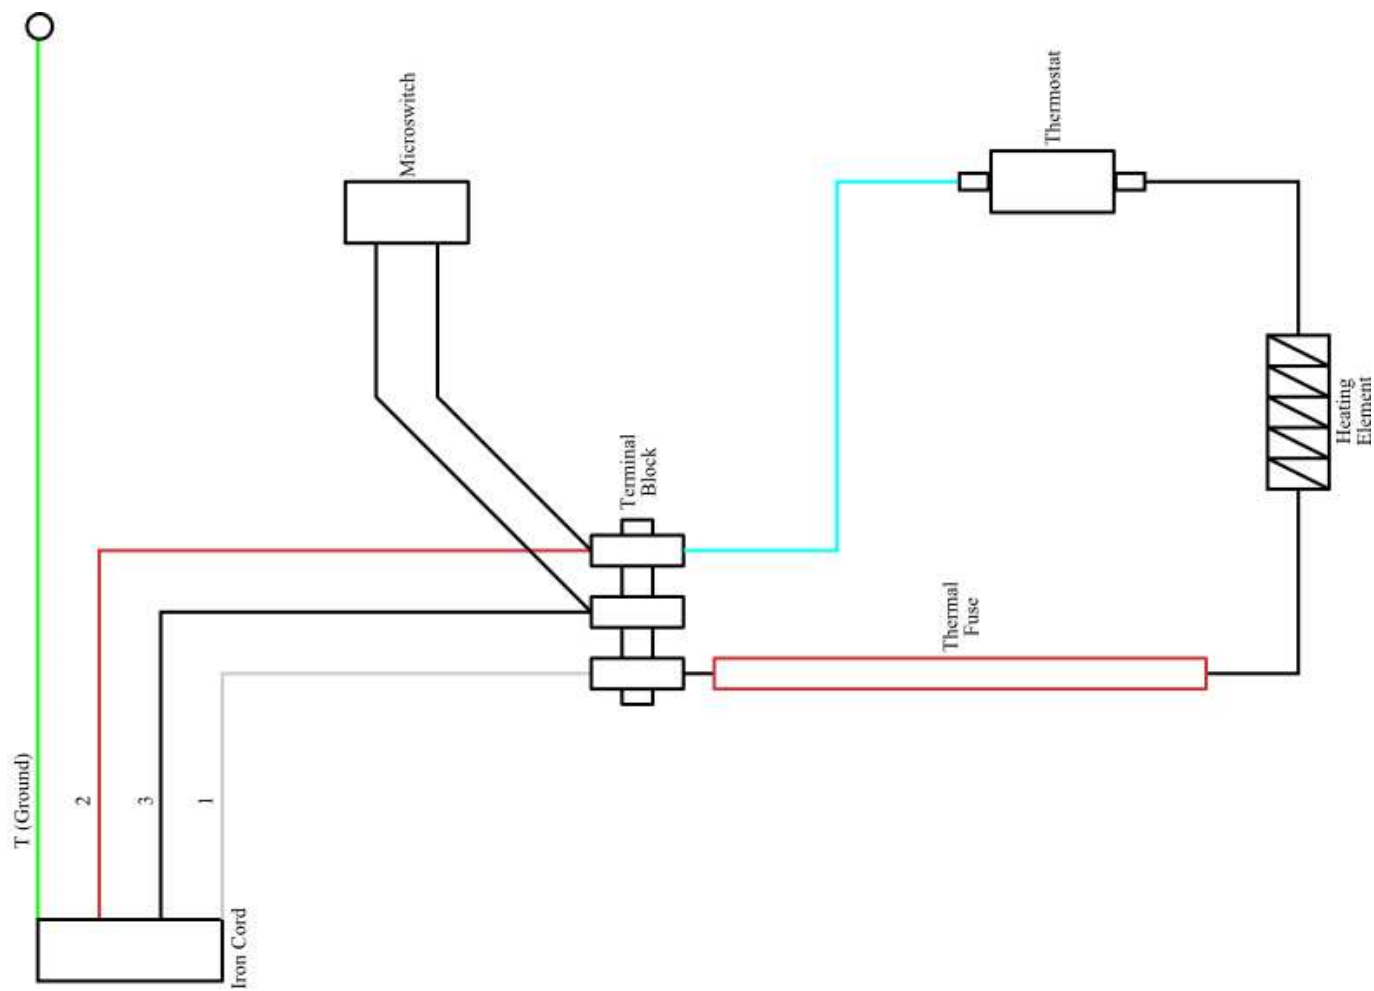 Microswitch
Thermostat
Terminal
Block
Heating
Element
Thermal
Fuse
T (Ground)
2
3
1
Iron Cord